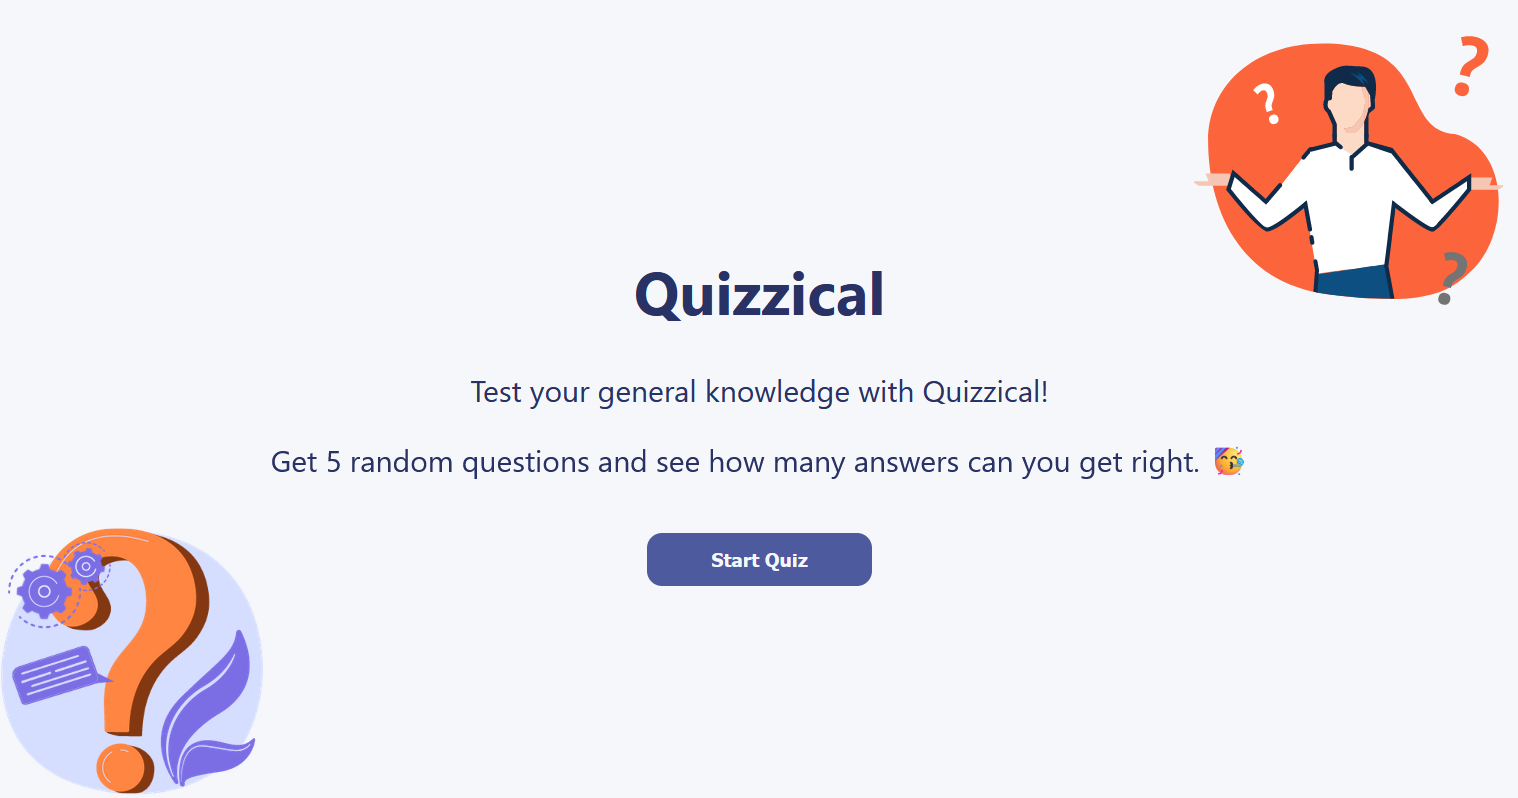 ?
?
Quizzical
?
Test your general knowledge with Quizzical!
Get 5 random questions and see how many answers can you get right. 🥳
Start Quiz
?